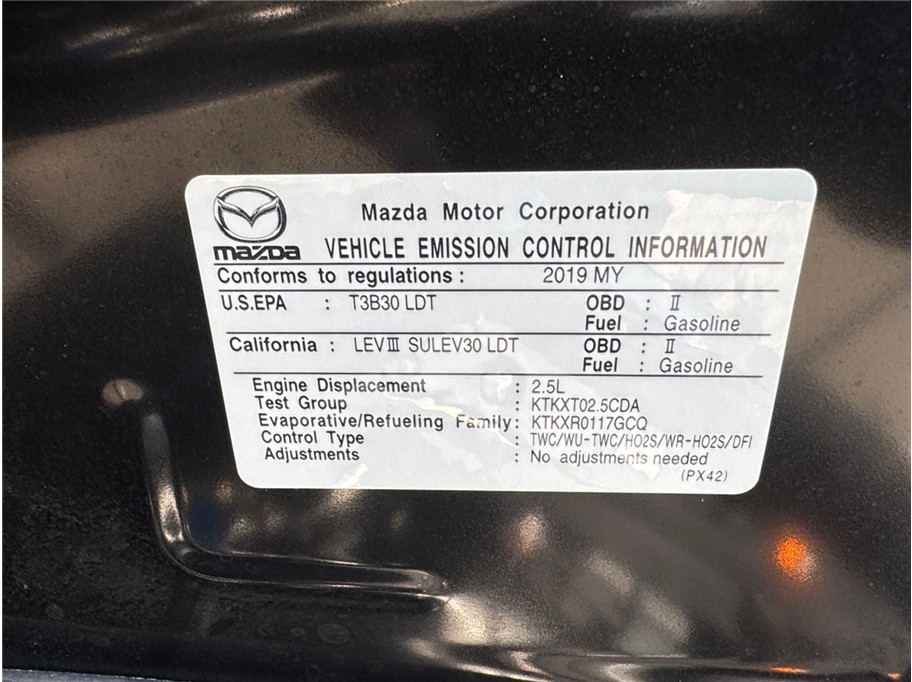 Mazda Motor Corporation
mazda VEHICLE EMISSION CONTROL INFORMATION
Conforms to regulations : 2019 MY
U.S.EPA : T3B30 LDT OBD : II
Fuel : Gasoline
California : LEVIII SULEV30 LDT OBD : II
Fuel : Gasoline
Engine Displacement : 2.5L
Test Group : KTKXT02.5CDA
Evaporative/Refueling Family: KTKXR0117GCQ
Control Type : TWC/WU-TWC/HO2S/WR-HO2S/DFI
Adjustments : No adjustments needed
(PX42)